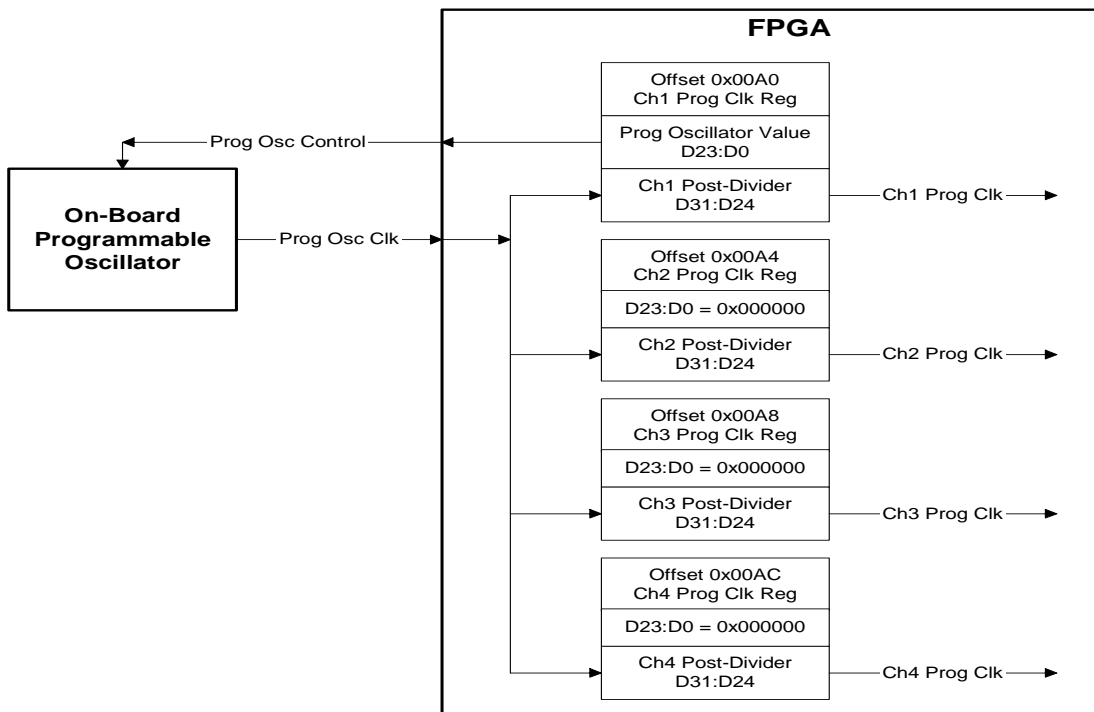 FPGA
Offset 0x00A0
Ch1 Prog Clk Reg
Prog Osc Control
Prog Oscillator Value
D23:D0
On-Board
Programmable
Oscillator
Prog Osc Clk
Ch1 Post-Divider
D31:D24
Ch1 Prog Clk
Offset 0x00A4
Ch2 Prog Clk Reg
D23:D0 = 0x000000
Ch2 Post-Divider
D31:D24
Ch2 Prog Clk
Offset 0x00A8
Ch3 Prog Clk Reg
D23:D0 = 0x000000
Ch3 Post-Divider
D31:D24
Ch3 Prog Clk
Offset 0x00AC
Ch4 Prog Clk Reg
D23:D0 = 0x000000
Ch4 Post-Divider
D31:D24
Ch4 Prog Clk